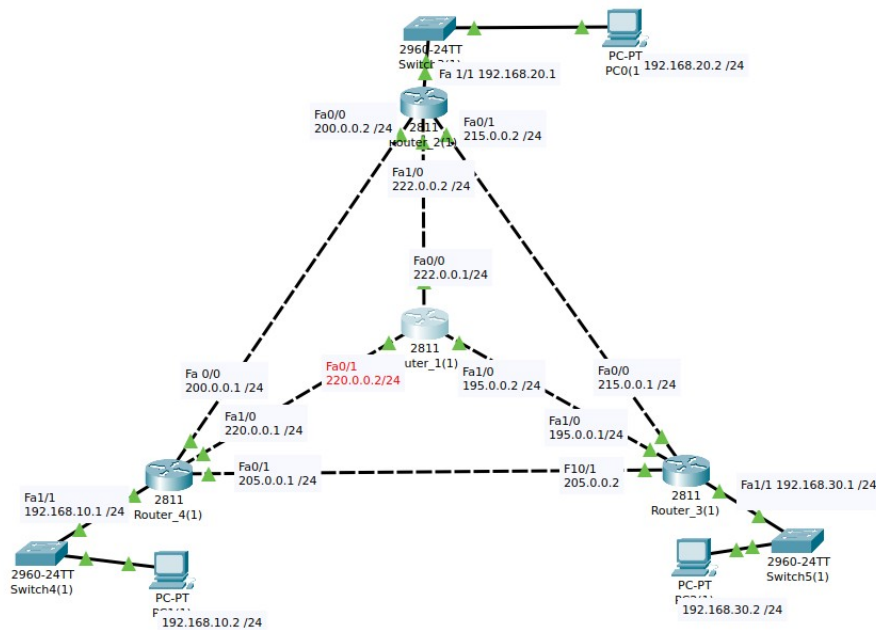 2960-24TT
PC-PT
192.168.20.2 /24
Fa 1/1 192.168.20.1
Fa0/0
200.0.0.2 /24
2811
Fa0/1
215.0.0.2 /24
Fa1/0
222.0.0.2 /24
Fa0/0
222.0.0.1/24
2811
Fa0/1
220.0.0.2/24
Fa1/0
195.0.0.2 /24
Fa 0/0
200.0.0.1 /24
Fa0/0
215.0.0.1 /24
Fa1/0
220.0.0.1 /24
Fa1/0
195.0.0.1/24
Fa0/1
205.0.0.1 /24
F10/1
205.0.0.2
2811
Router_4(1)
2811
Router_3(1)
Fa1/1
192.168.10.1 /24
Fa1/1 192.168.30.1 /24
2960-24TT
Switch4(1)
PC-PT
192.168.10.2 /24
2960-24TT
Switch5(1)
PC-PT
192.168.30.2 /24